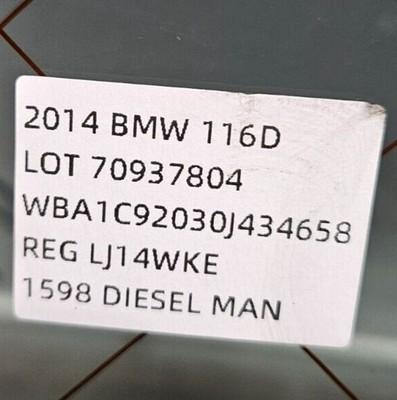 2014 BMW 116D
LOT 70937804
WBA1C92030J434658
REG LJ14WKE
1598 DIESEL MAN